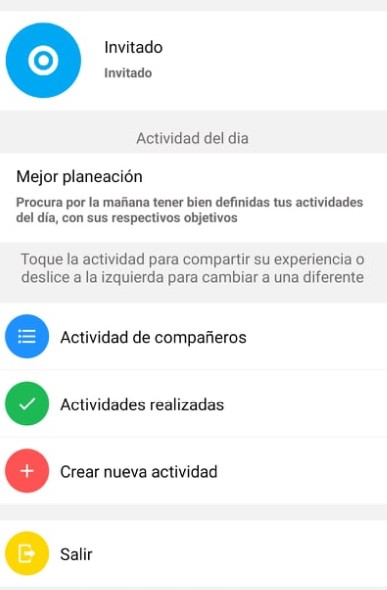 Invitado
Invitado
Actividad del dia
Mejor planeación
Procura por la mañana tener bien definidas tus actividades
del día, con sus respectivos objetivos
Toque la actividad para compartir su experiencia o
deslice a la izquierda para cambiar a una diferente
Actividad de compañeros
Actividades realizadas
Crear nueva actividad
Salir